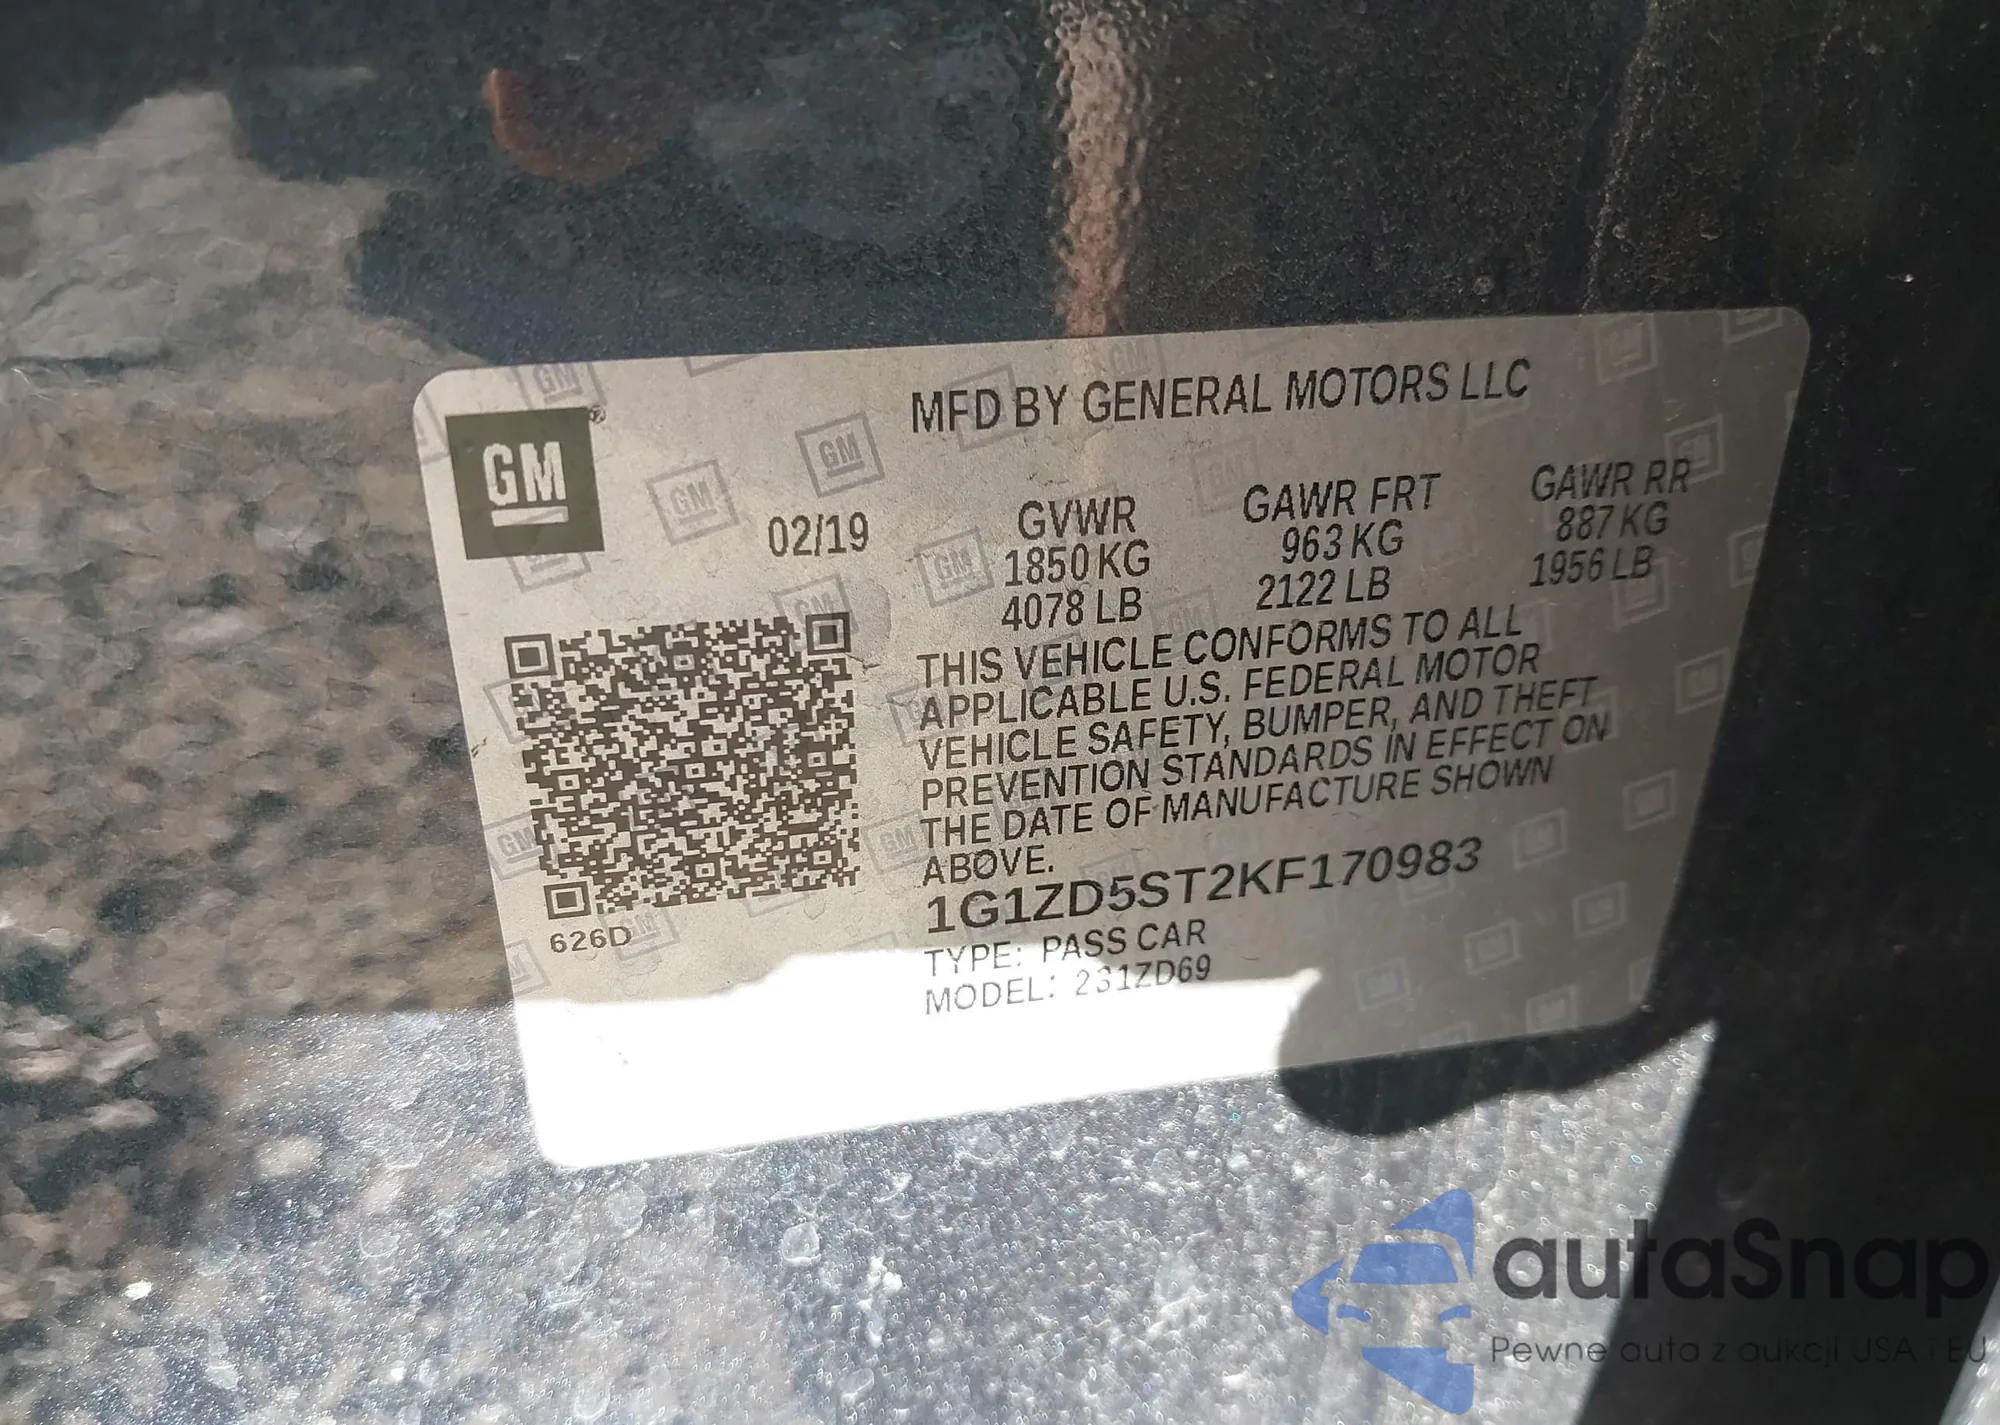 MFD BY GENERAL MOTORS LLC
GM®
02/19
GVWR GAWR FRT GAWR RR
1850 KG 963 KG 887 KG
4078 LB 2122 LB 1956 LB
THIS VEHICLE CONFORMS TO ALL
APPLICABLE U.S. FEDERAL MOTOR
VEHICLE SAFETY, BUMPER, AND THEFT
PREVENTION STANDARDS IN EFFECT ON
THE DATE OF MANUFACTURE SHOWN
ABOVE.
1G1ZD5ST2KF170983
626D
TYPE: PASS CAR
MODEL: 231ZD69
autaSnap
Pewne auta z aukcji USA i EU